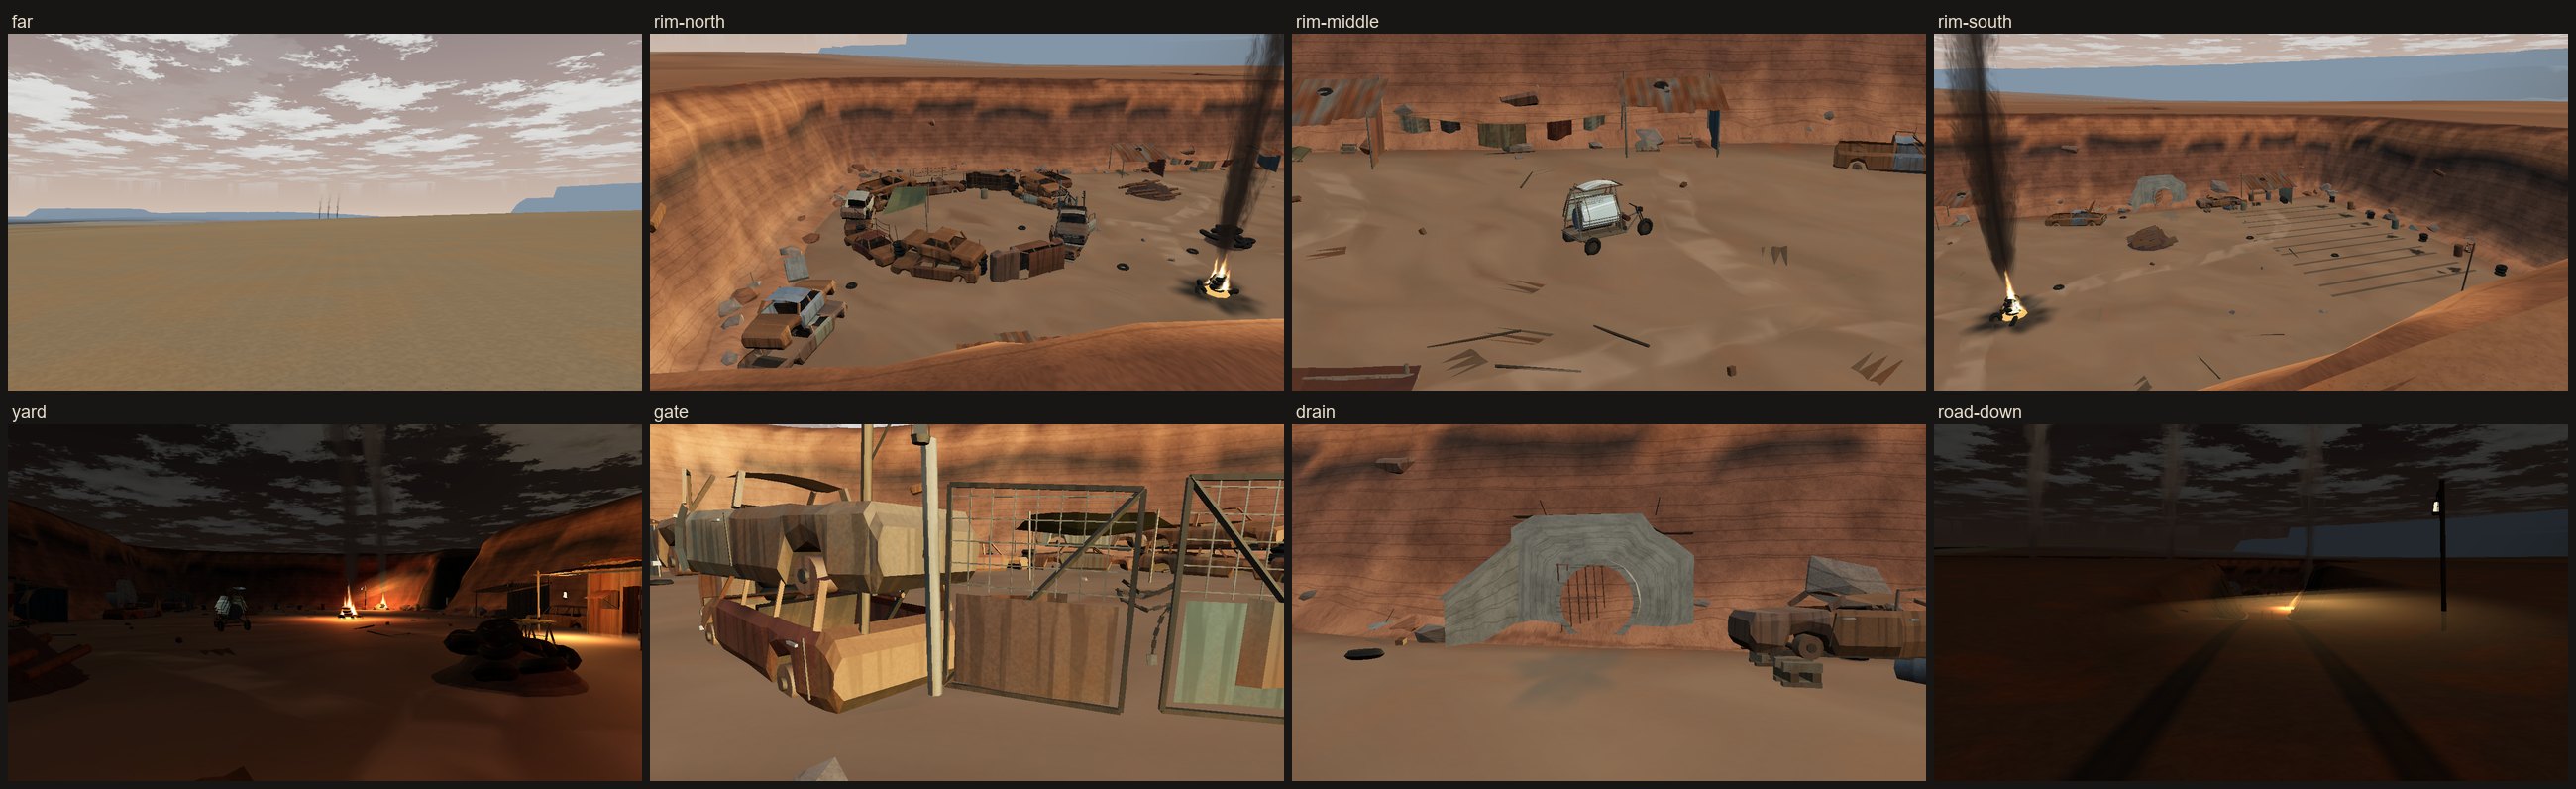 far
rim-north
rim-middle
rim-south
yard
gate
drain
road-down